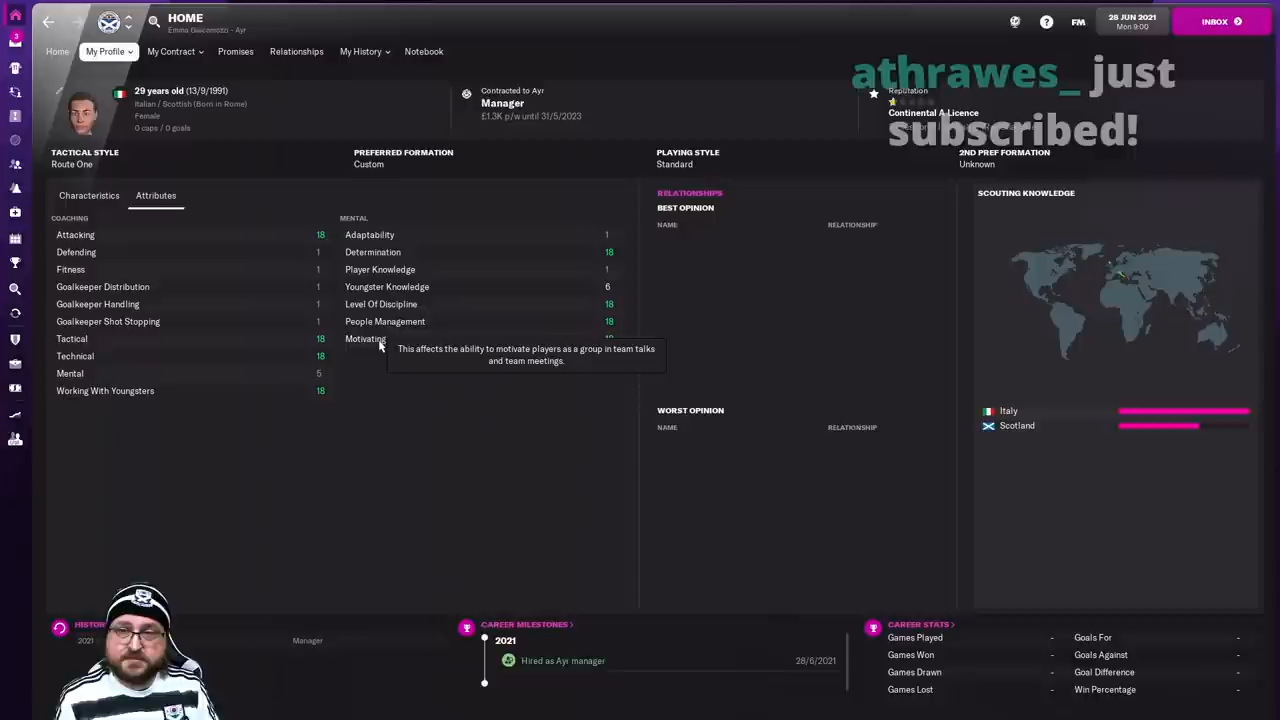 HOME
Emma Giacomozzi - Ayr
FM
28 JUN 2021
Mon 9:00
INBOX
3
Home
My Profile
My Contract
Promises
Relationships
My History
Notebook
athrawes_ just
subscribed!
29 years old (13/9/1991)
Italian / Scottish (Born in Rome)
Female
0 caps / 0 goals
Contracted to Ayr
Manager
£1.3K p/w until 31/5/2023
Reputation
Continental A Licence
TACTICAL STYLE
Route One
PREFERRED FORMATION
Custom
PLAYING STYLE
Standard
2ND PREF FORMATION
Unknown
Characteristics
Attributes
COACHING
Attacking 18
Defending 1
Fitness 1
Goalkeeper Distribution 1
Goalkeeper Handling 1
Goalkeeper Shot Stopping 1
Tactical 18
Technical 18
Mental 5
Working With Youngsters 18
MENTAL
Adaptability 1
Determination 18
Player Knowledge 1
Youngster Knowledge 6
Level Of Discipline 18
People Management 18
Motivating
This affects the ability to motivate players as a group in team talks
and team meetings.
RELATIONSHIPS
BEST OPINION
NAME RELATIONSHIP
WORST OPINION
NAME RELATIONSHIP
SCOUTING KNOWLEDGE
Italy
Scotland
HISTOR
2021 Manager
CAREER MILESTONES >
2021
Hired as Ayr manager 28/6/2021
CAREER STATS >
Games Played - Goals For -
Games Won - Goals Against -
Games Drawn - Goal Difference -
Games Lost - Win Percentage -